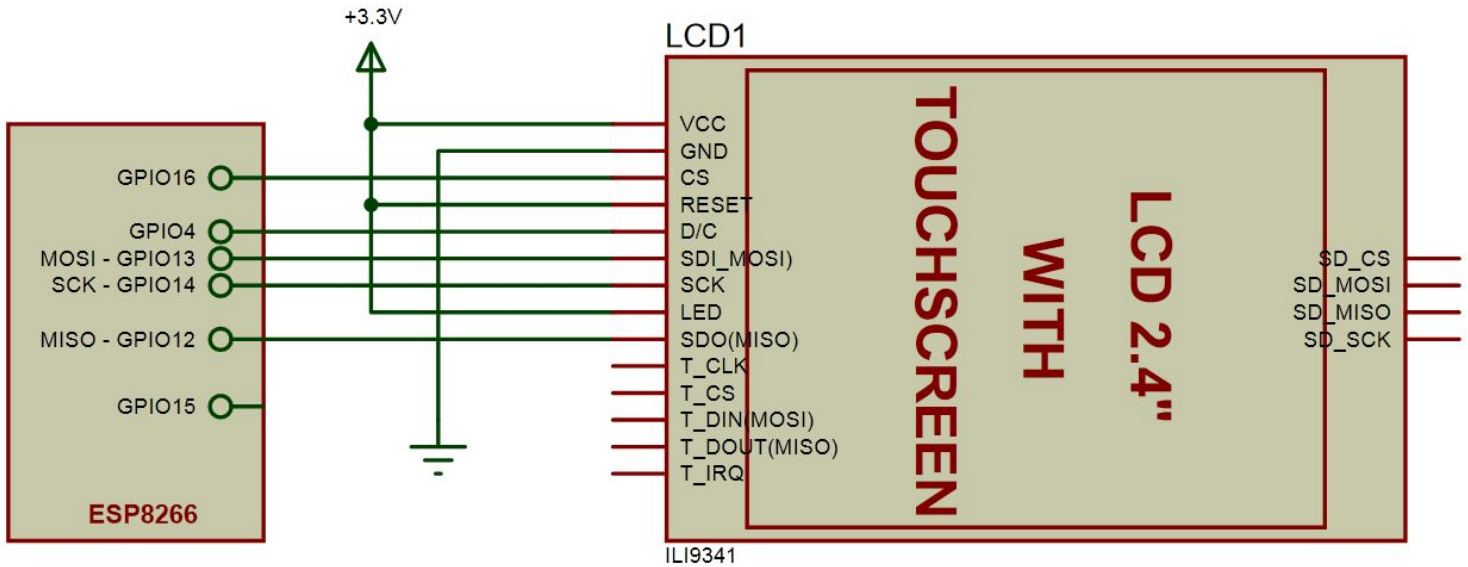 +3.3V
LCD1
VCC
GND
GPIO16
CS
RESET
GPIO4
D/C
MOSI - GPIO13
SDI_MOSI)
SCK - GPIO14
SCK
LED
MISO - GPIO12
SDO(MISO)
T_CLK
T_CS
GPIO15
T_DIN(MOSI)
T_DOUT(MISO)
T_IRQ
ESP8266
LCD 2.4"
WITH
TOUCHSCREEN
SD_CS
SD_MOSI
SD_MISO
SD_SCK
ILI9341